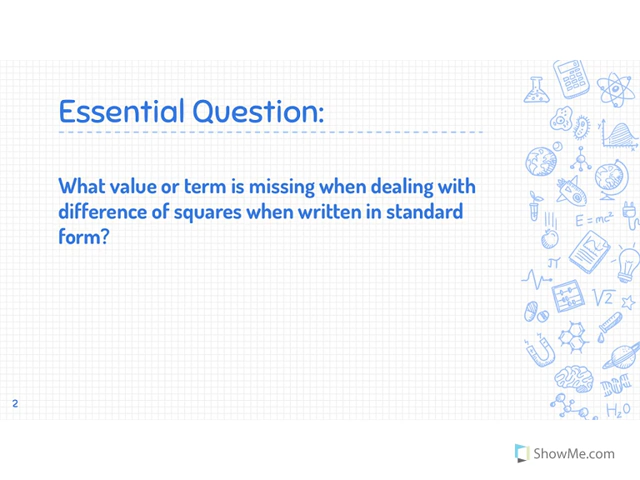 Essential Question:
What value or term is missing when dealing with
difference of squares when written in standard
form?
E=mc²
π
√2
H₂O
2
ShowMe.com